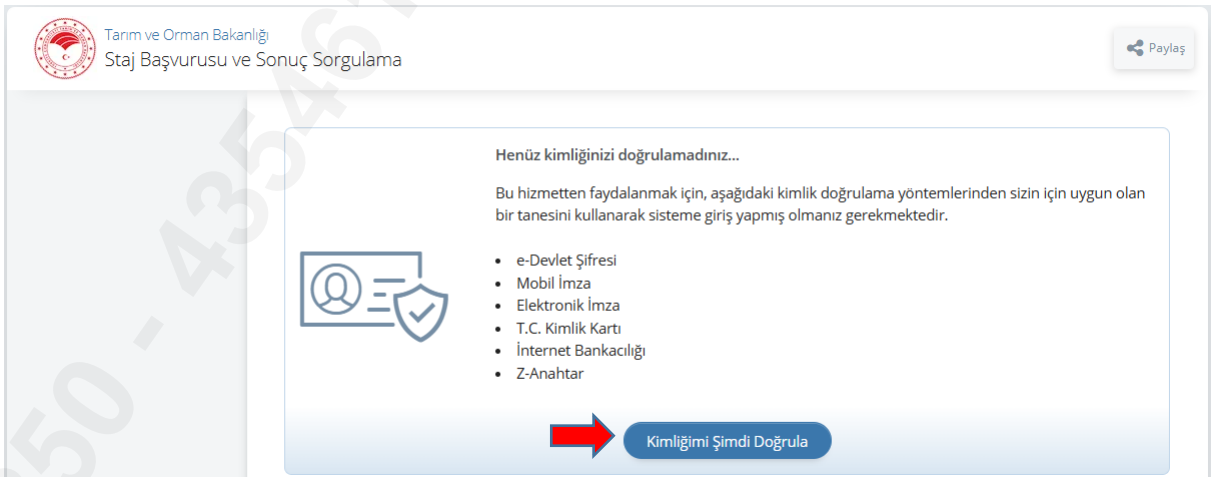 Tarım ve Orman Bakanlığı
Staj Başvurusu ve Sonuç Sorgulama
Paylaş
Henüz kimliğinizi doğrulamadınız...
Bu hizmetten faydalanmak için, aşağıdaki kimlik doğrulama yöntemlerinden sizin için uygun olan
bir tanesini kullanarak sisteme giriş yapmış olmanız gerekmektedir.
• e-Devlet Şifresi
• Mobil İmza
• Elektronik İmza
• T.C. Kimlik Kartı
• İnternet Bankacılığı
• Z-Anahtar
Kimliğimi Şimdi Doğrula